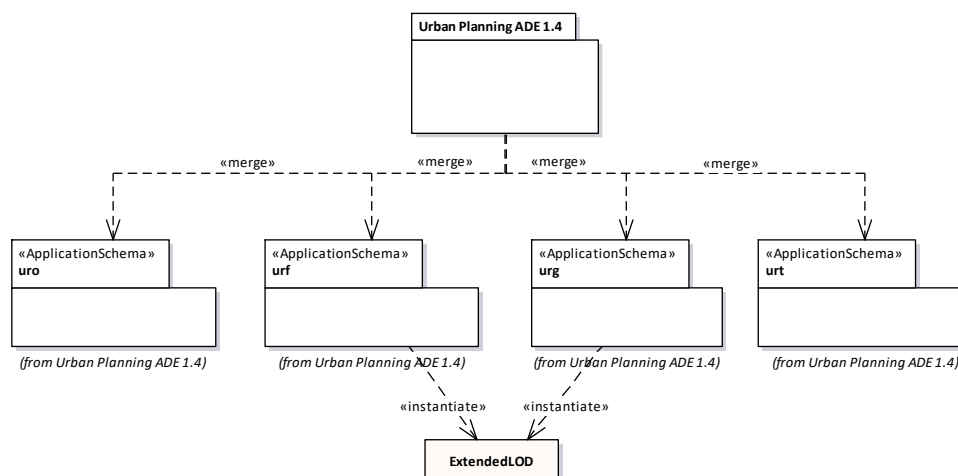 Urban Planning ADE 1.4
«merge» «merge» «merge» «merge»
«ApplicationSchema» «ApplicationSchema» «ApplicationSchema» «ApplicationSchema»
uro urf urg urt
(from Urban Planning ADE 1.4) (from Urban Planning ADE 1.4) (from Urban Planning ADE 1.4) (from Urban Planning ADE 1.4)
«instantiate» «instantiate»
ExtendedLOD